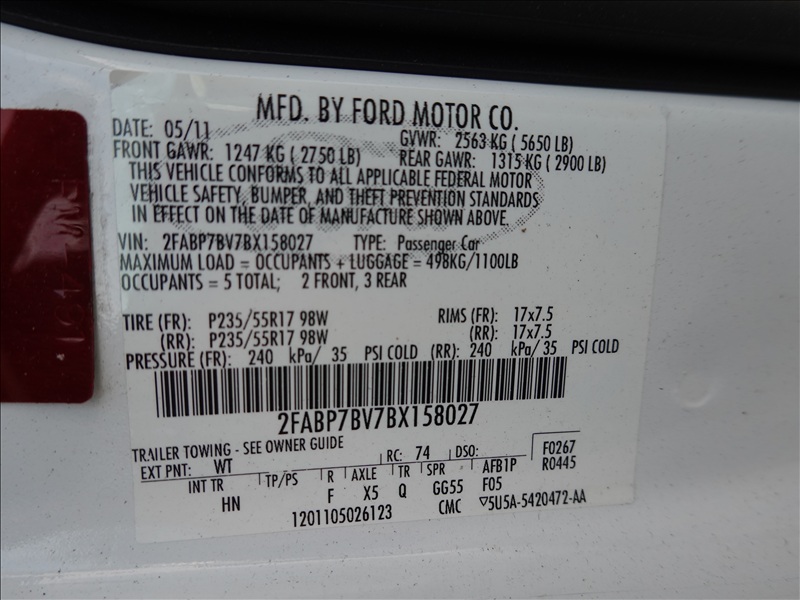 MFD. BY FORD MOTOR CO.
DATE: 05/11 GVWR: 2563 KG ( 5650 LB)
FRONT GAWR: 1247 KG ( 2750 LB) REAR GAWR: 1315 KG ( 2900 LB)
THIS VEHICLE CONFORMS TO ALL APPLICABLE FEDERAL MOTOR
VEHICLE SAFETY, BUMPER, AND THEFT PREVENTION STANDARDS
IN EFFECT ON THE DATE OF MANUFACTURE SHOWN ABOVE.
VIN: 2FABP7BV7BX158027 TYPE: Passenger Car
MAXIMUM LOAD = OCCUPANTS + LUGGAGE = 498KG/1100LB
OCCUPANTS = 5 TOTAL; 2 FRONT, 3 REAR
TIRE (FR): P235/55R17 98W RIMS (FR): 17x7.5
(RR): P235/55R17 98W (RR): 17x7.5
PRESSURE (FR): 240 kPa/ 35 PSI COLD (RR): 240 kPa/ 35 PSI COLD
2FABP7BV7BX158027
TRAILER TOWING - SEE OWNER GUIDE
EXT PNT: WT RC: 74 DSO: F0267
INT TR TP/PS R AXLE TR SPR AFB1P R0445
HN F X5 Q GG55 F05
1201105026123 CMC ▽5U5A-5420472-AA